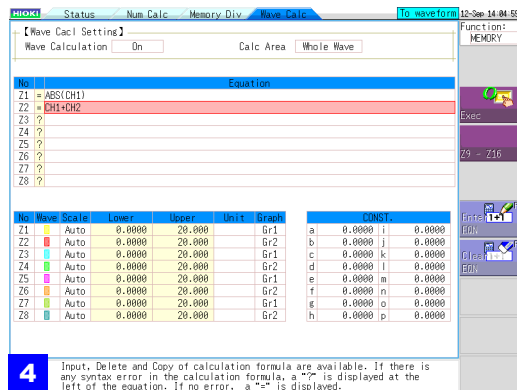 HIOKI Status Num Calc Memory Div Wave Calc To waveform 12-Sep 14:04:59
Function:
MEMORY
【Wave Cacl Setting】
Wave Calculation On Calc Area Whole Wave
No Equation
Z1 = ABS(CH1)
Z2 = CH1+CH2
Z3 ?
Z4 ?
Z5 ?
Z6 ?
Z7 ?
Z8 ?
Exec
Z9 - Z16
No Wave Scale Lower Upper Unit Graph CONST.
Z1 Auto 0.0000 20.000 Gr1 a 0.0000 i 0.0000
Z2 Auto 0.0000 20.000 Gr2 b 0.0000 j 0.0000
Z3 Auto 0.0000 20.000 Gr1 c 0.0000 k 0.0000
Z4 Auto 0.0000 20.000 Gr2 d 0.0000 l 0.0000
Z5 Auto 0.0000 20.000 Gr1 e 0.0000 m 0.0000
Z6 Auto 0.0000 20.000 Gr2 f 0.0000 n 0.0000
Z7 Auto 0.0000 20.000 Gr1 g 0.0000 o 0.0000
Z8 Auto 0.0000 20.000 Gr2 h 0.0000 p 0.0000
1+1
EQN
Clear
EQN
4
Input, Delete and Copy of calculation formula are available. If there is
any syntax error in the calculation formula, a "?" is displayed at the
left of the equation. If no error, a "=" is displayed.